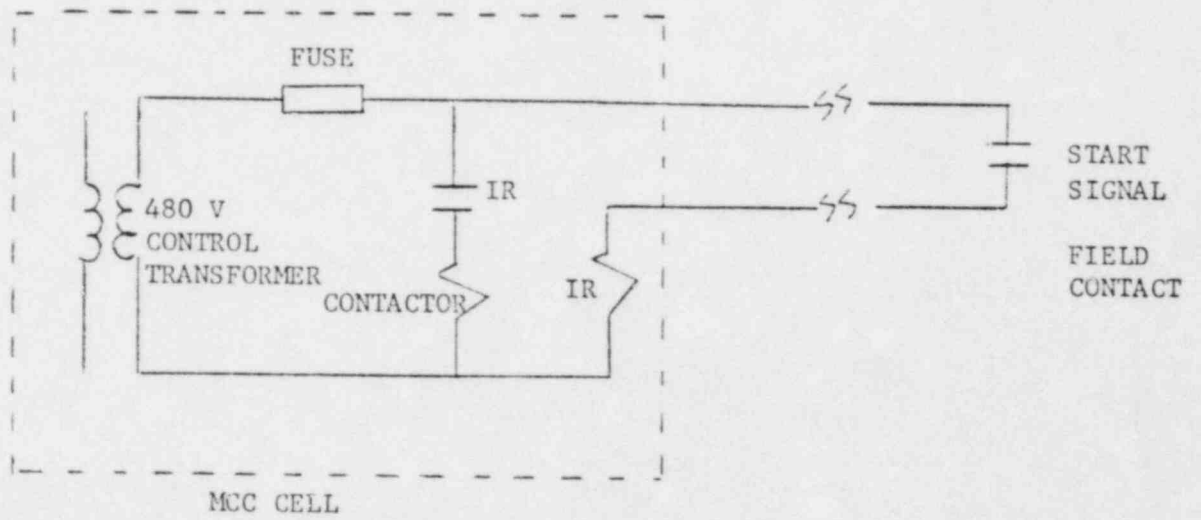 FUSE
IR
480 V
CONTROL
TRANSFORMER
CONTACTOR
IR
START
SIGNAL
FIELD
CONTACT
MCC CELL